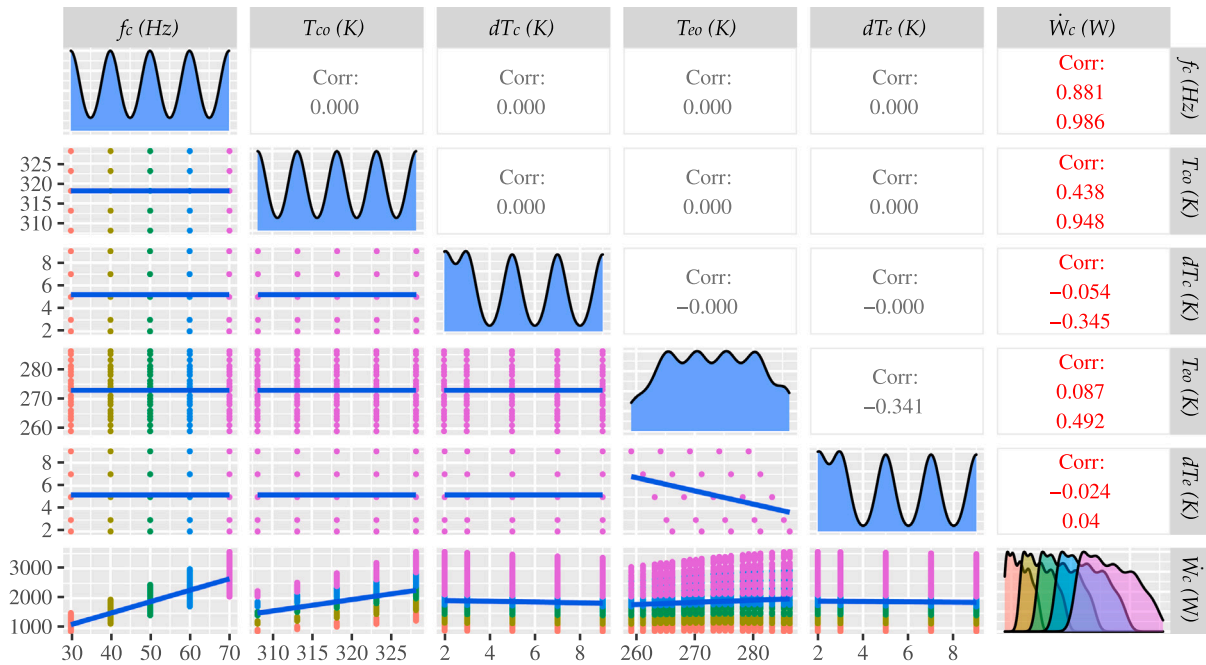 fc (Hz) Tco (K) dTc (K) Teo (K) dTe (K) Ẇc (W)
Corr: Corr: Corr: Corr: Corr:
0.000 0.000 0.000 0.000 0.881
0.986
fc (Hz)
325
320
315
310
Corr: Corr: Corr: Corr:
0.000 0.000 0.000 0.438
0.948
Tco (K)
8
6
4
2
Corr: Corr: Corr:
−0.000 −0.000 −0.054
−0.345
dTc (K)
280
270
260
Corr: Corr:
−0.341 0.087
0.492
Teo (K)
8
6
4
2
Corr:
−0.024
0.04
dTe (K)
3000
2000
1000
Ẇc (W)
30 40 50 60 70 310 315 320 325 2 4 6 8 260 270 280 2 4 6 8 1000 2000 3000